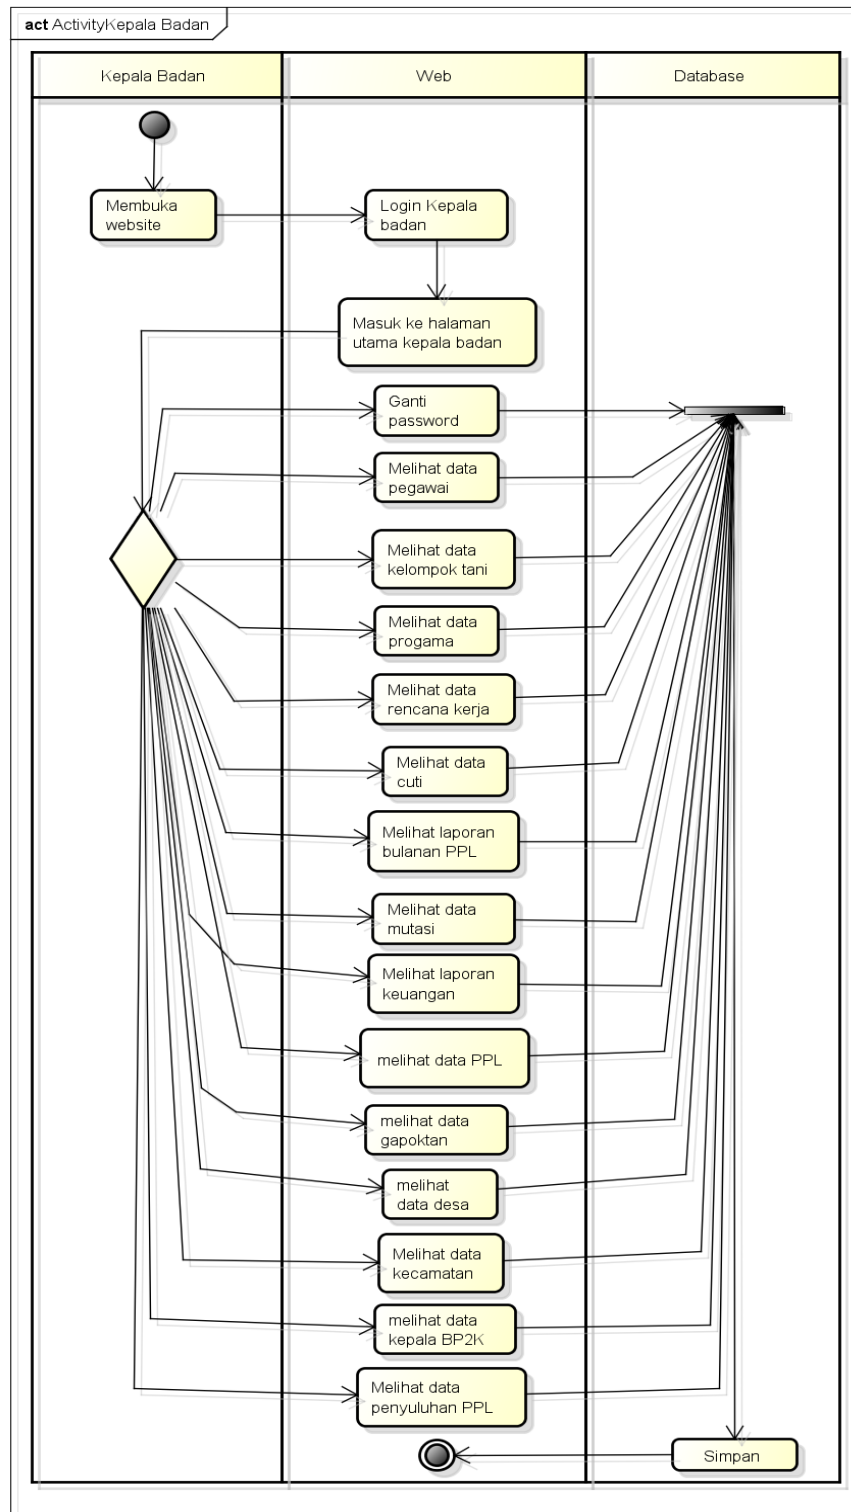 act ActivityKepala Badan
Kepala Badan
Web
Database
Membuka
website
Login Kepala
badan
Masuk ke halaman
utama kepala badan
Ganti
password
Melihat data
pegawai
Melihat data
kelompok tani
Melihat data
progama
Melihat data
rencana kerja
Melihat data
cuti
Melihat laporan
bulanan PPL
Melihat data
mutasi
Melihat laporan
keuangan
melihat data PPL
melihat data
gapoktan
melihat
data desa
Melihat data
kecamatan
melihat data
kepala BP2K
Melihat data
penyuluhan PPL
Simpan